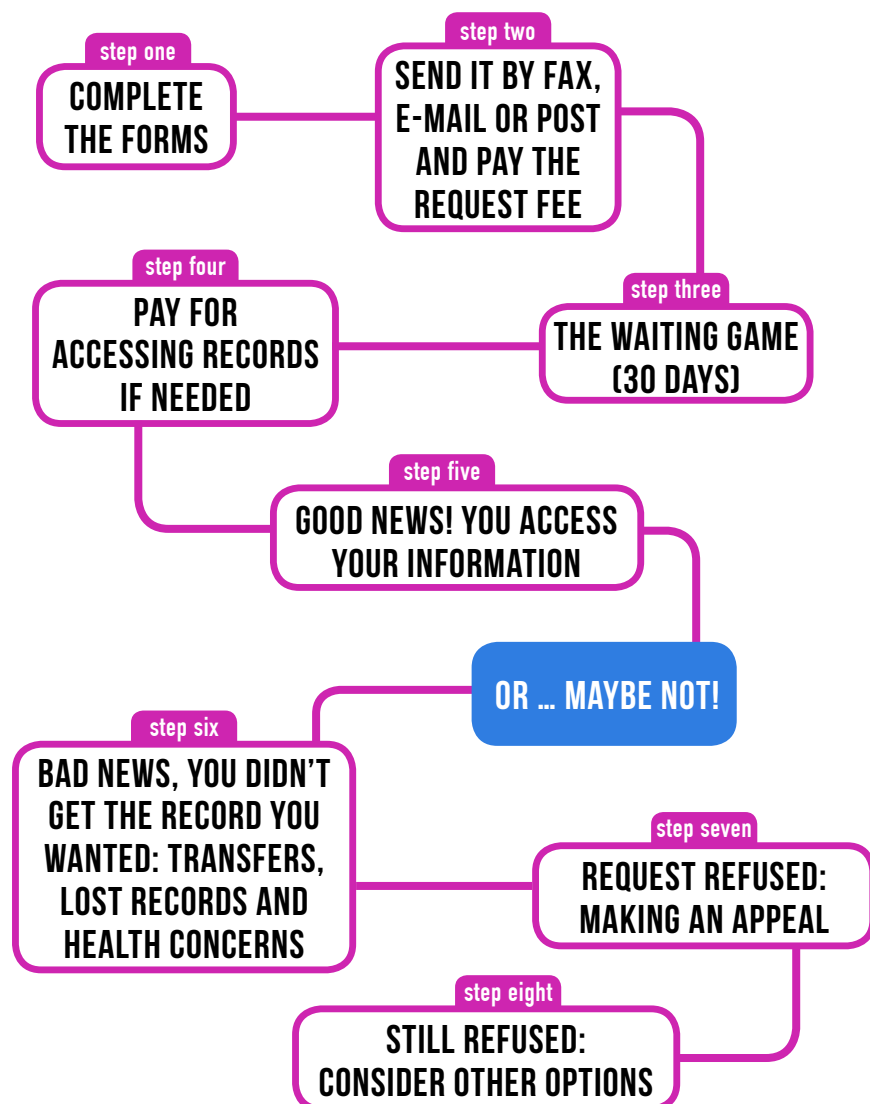 step one
COMPLETE
THE FORMS
step two
SEND IT BY FAX,
E-MAIL OR POST
AND PAY THE
REQUEST FEE
step three
THE WAITING GAME
(30 DAYS)
step four
PAY FOR
ACCESSING RECORDS
IF NEEDED
step five
GOOD NEWS! YOU ACCESS
YOUR INFORMATION
OR ... MAYBE NOT!
step six
BAD NEWS, YOU DIDN'T
GET THE RECORD YOU
WANTED: TRANSFERS,
LOST RECORDS AND
HEALTH CONCERNS
step seven
REQUEST REFUSED:
MAKING AN APPEAL
step eight
STILL REFUSED:
CONSIDER OTHER OPTIONS